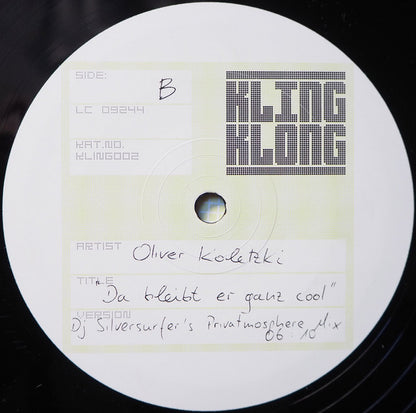 SIDE:
B
LC 09244
KAT.NO.
KLING002
KLING
KLONG
ARTIST
Oliver Koletzki
TITLE
"Da bleibt er ganz cool"
VERSION
Dj Silversurfer's Privatmosphere Mix
06:10